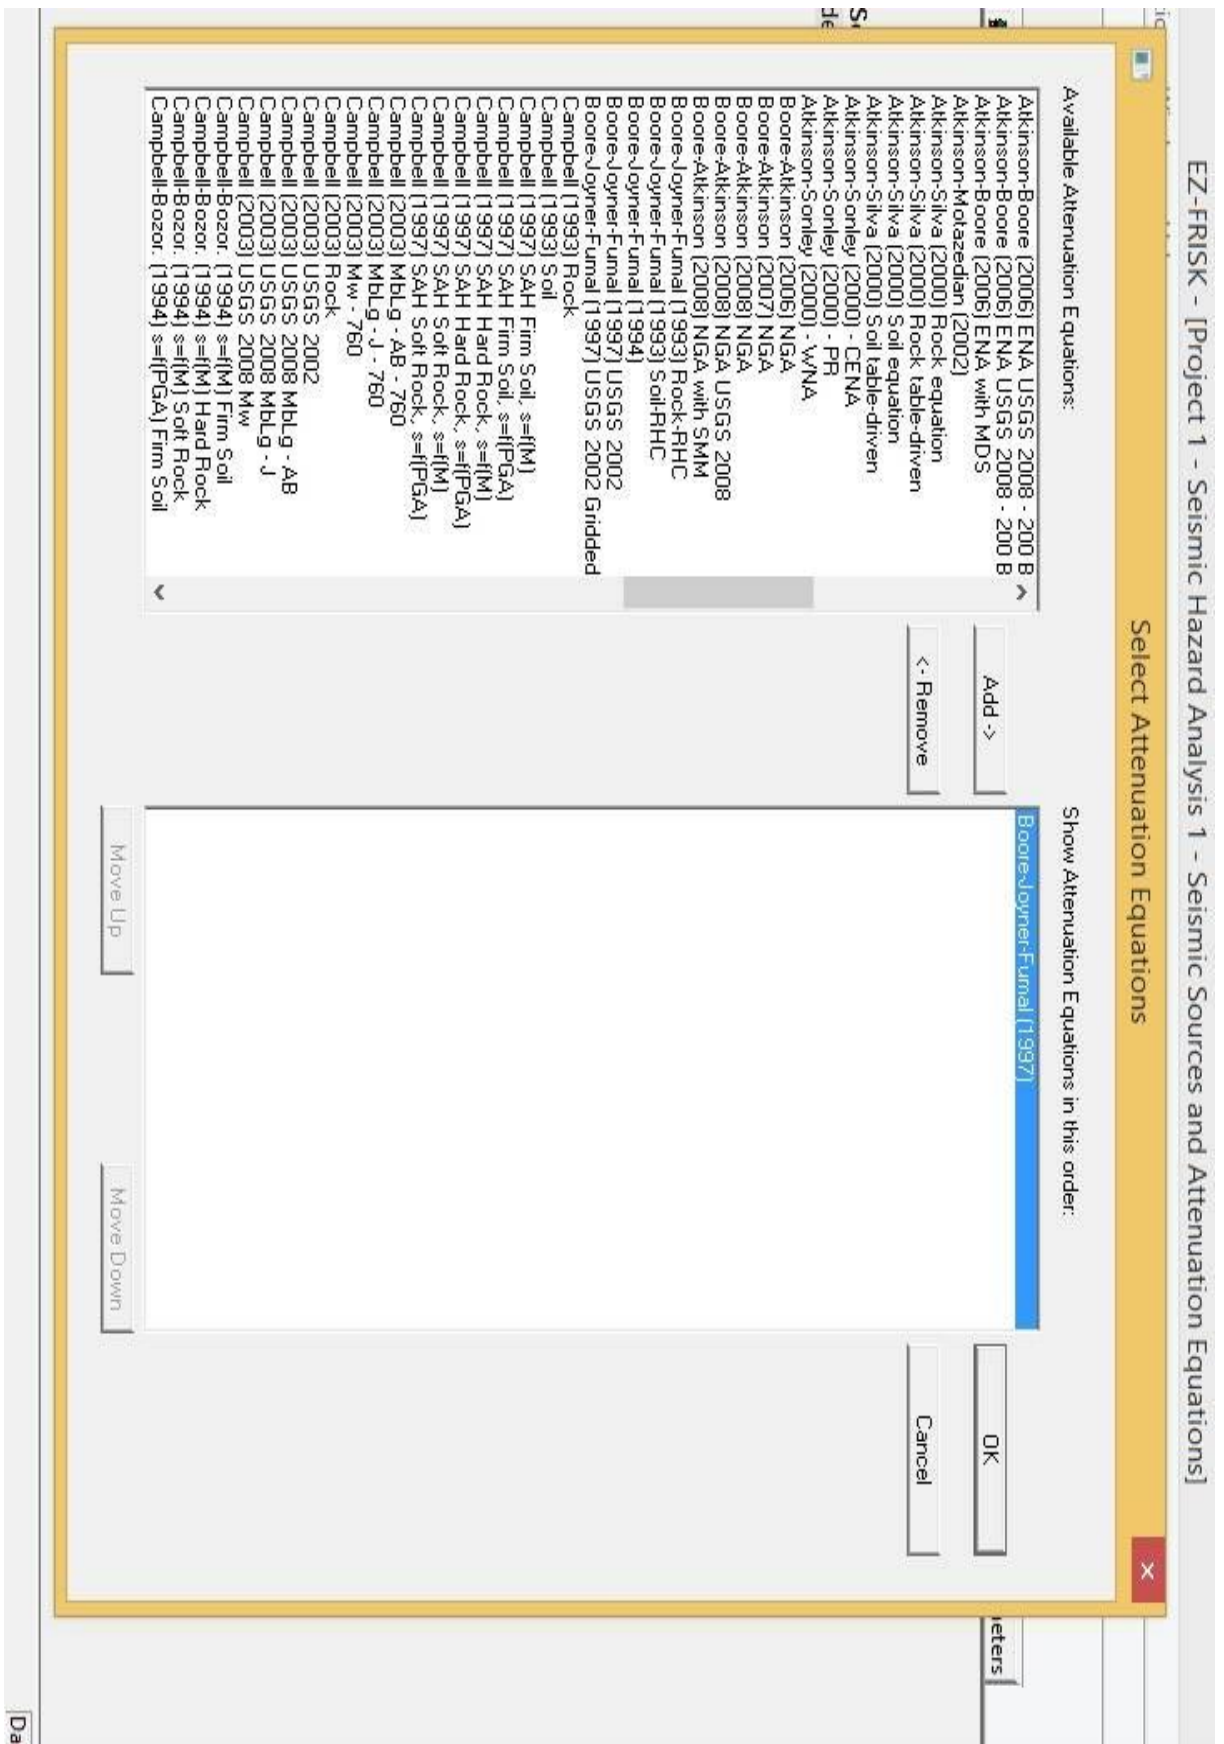 EZ-FRISK - [Project 1 - Seismic Hazard Analysis 1 - Seismic Sources and Attenuation Equations]
Select Attenuation Equations
x
Available Attenuation Equations:
Atkinson-Boore (2006) ENA USGS 2008 - 200 B
Atkinson-Boore (2006) ENA USGS 2008 - 200 B
Atkinson-Boore (2006) ENA with MDS
Atkinson-Motazedian (2002)
Atkinson-Silva (2000) Rock equation
Atkinson-Silva (2000) Rock table-driven
Atkinson-Silva (2000) Soil equation
Atkinson-Silva (2000) Soil table-driven
Atkinson-Sonley (2000) - CENA
Atkinson-Sonley (2000) - PR
Atkinson-Sonley (2000) - WNA
Boore-Atkinson (2006) NGA
Boore-Atkinson (2007) NGA
Boore-Atkinson (2008) NGA
Boore-Atkinson (2008) NGA USGS 2008
Boore-Atkinson (2008) NGA with SMM
Boore-Joyner-Fumal (1993) Rock-RHC
Boore-Joyner-Fumal (1993) Soil-RHC
Boore-Joyner-Fumal (1994)
Boore-Joyner-Fumal (1997) USGS 2002
Boore-Joyner-Fumal (1997) USGS 2002 Gridded
Campbell (1993) Rock
Campbell (1993) Soil
Campbell (1997) SAH Firm Soil, s=f(M)
Campbell (1997) SAH Firm Soil, s=f(PGA)
Campbell (1997) SAH Hard Rock, s=f(M)
Campbell (1997) SAH Hard Rock, s=f(PGA)
Campbell (1997) SAH Soft Rock, s=f(M)
Campbell (1997) SAH Soft Rock, s=f(PGA)
Campbell (2003) MbLg - AB - 760
Campbell (2003) MbLg - J - 760
Campbell (2003) Mw - 760
Campbell (2003) Rock
Campbell (2003) USGS 2002
Campbell (2003) USGS 2008 MbLg - AB
Campbell (2003) USGS 2008 MbLg - J
Campbell (2003) USGS 2008 Mw
Campbell-Bozor. (1994) s=f(M) Firm Soil
Campbell-Bozor. (1994) s=f(M) Hard Rock
Campbell-Bozor. (1994) s=f(M) Soft Rock
Campbell-Bozor. (1994) s=f(PGA) Firm Soil
Add ->
<- Remove
Show Attenuation Equations in this order:
Boore-Joyner-Fumal (1997)
Move Up
Move Down
OK
Cancel
eters
Da